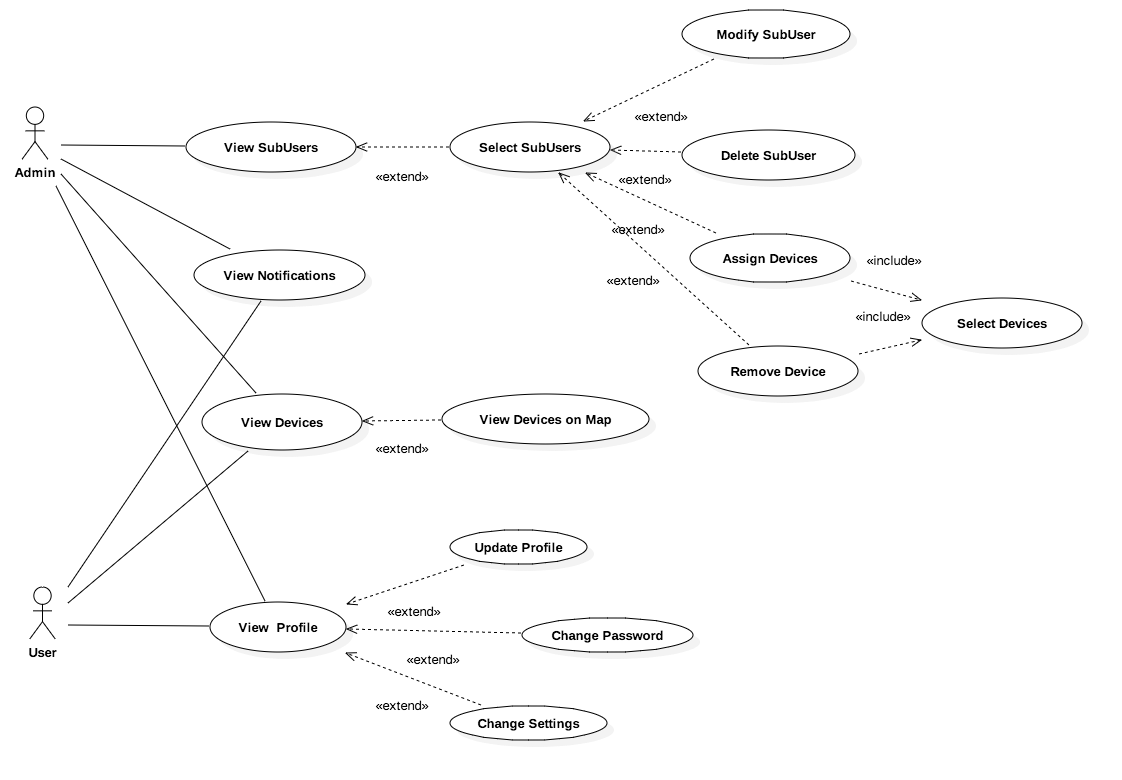 Modify SubUser
«extend»
Admin
View SubUsers
«extend»
Select SubUsers
Delete SubUser
«extend»
«extend»
Assign Devices
«include»
View Notifications
«extend»
«include»
Select Devices
Remove Device
View Devices
«extend»
View Devices on Map
Update Profile
«extend»
User
View  Profile
Change Password
«extend»
«extend»
Change Settings